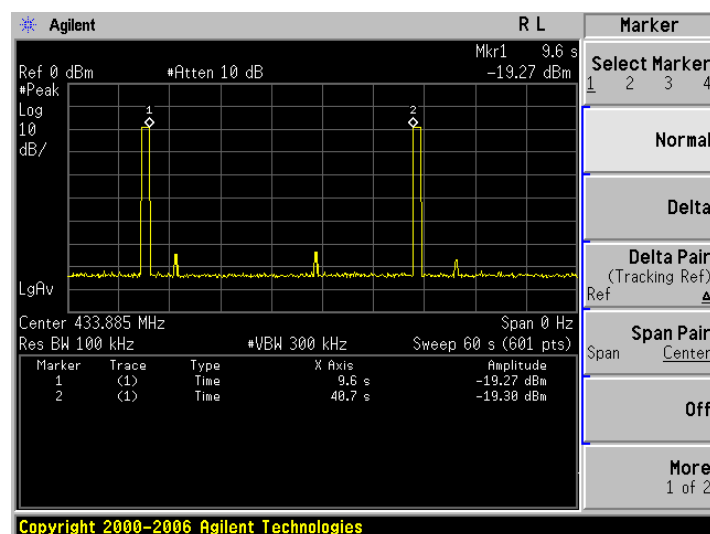 Agilent R L
Mkr1 9.6 s
Ref 0 dBm #Atten 10 dB -19.27 dBm
#Peak
Log
10
dB/
1
2
LgAv
Center 433.885 MHz Span 0 Hz
Res BW 100 kHz #VBW 300 kHz Sweep 60 s (601 pts)
Marker Trace Type X Axis Amplitude
1 (1) Time 9.6 s -19.27 dBm
2 (1) Time 40.7 s -19.30 dBm
Copyright 2000-2006 Agilent Technologies
Marker
Select Marker
1 2 3 4
Normal
Delta
Delta Pair
(Tracking Ref)
Ref Δ
Span Pair
Span Center
Off
More
1 of 2